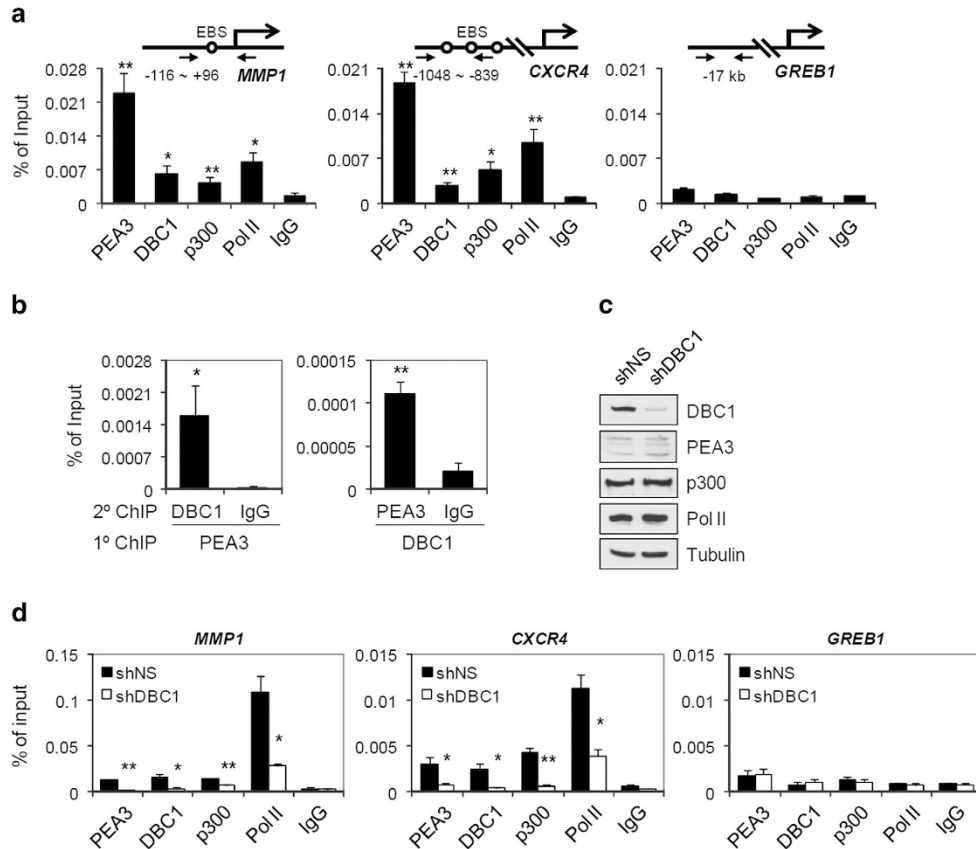 a
EBS
-116 ~ +96
MMP1
0.028
0.021
0.014
0.007
0
% of Input
**
*
**
*
PEA3
DBC1
p300
Pol II
IgG
EBS
-1048 ~ -839
CXCR4
0.021
0.014
0.007
0
**
**
*
**
PEA3
DBC1
p300
Pol II
IgG
-17 kb
GREB1
0.021
0.014
0.007
0
PEA3
DBC1
p300
Pol II
IgG
b
% of Input
0.0028
0.0021
0.0014
0.0007
0
*
0.00015
0.0001
0.00005
0
**
2º ChIP DBC1 IgG PEA3 IgG
1º ChIP PEA3 DBC1
c
shNS
shDBC1
DBC1
PEA3
p300
Pol II
Tubulin
d
MMP1
% of input
0.15
0.1
0.05
0
shNS
shDBC1
**
*
**
*
PEA3
DBC1
p300
Pol II
IgG
CXCR4
0.015
0.01
0.005
0
shNS
shDBC1
*
*
**
*
PEA3
DBC1
p300
Pol II
IgG
GREB1
0.015
0.01
0.005
0
shNS
shDBC1
PEA3
DBC1
p300
Pol II
IgG